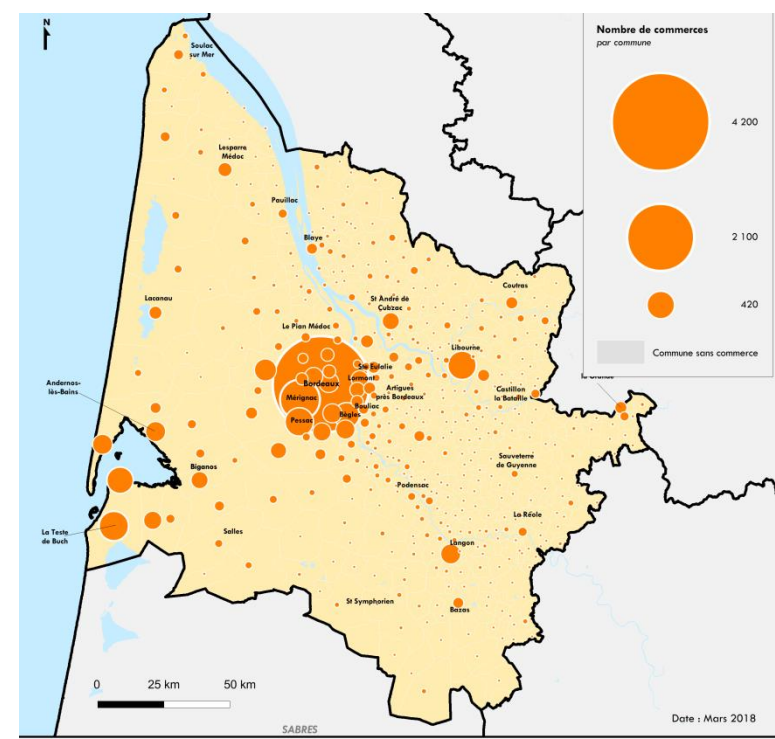 N
Soulac
sur Mer
Nombre de commerces
par commune
4 200
2 100
420
Commune sans commerce
Lesparre
Médoc
Pauillac
Blaye
Coutras
Lacanau
St André de
Cubzac
Le Pian Médoc
Libourne
Ste Eulalie
Lormont
Bordeaux
Artigues
près Bordeaux
Castillon
la Bataille
Andernos-
lès-Bains
Mérignac
Bouliac
Bègles
Pessac
Sauveterre
de Guyenne
Biganos
Podensac
La Réole
La Teste
de Buch
Salles
Langon
St Symphorien
Bazas
0 25 km 50 km
SABRES
Date : Mars 2018